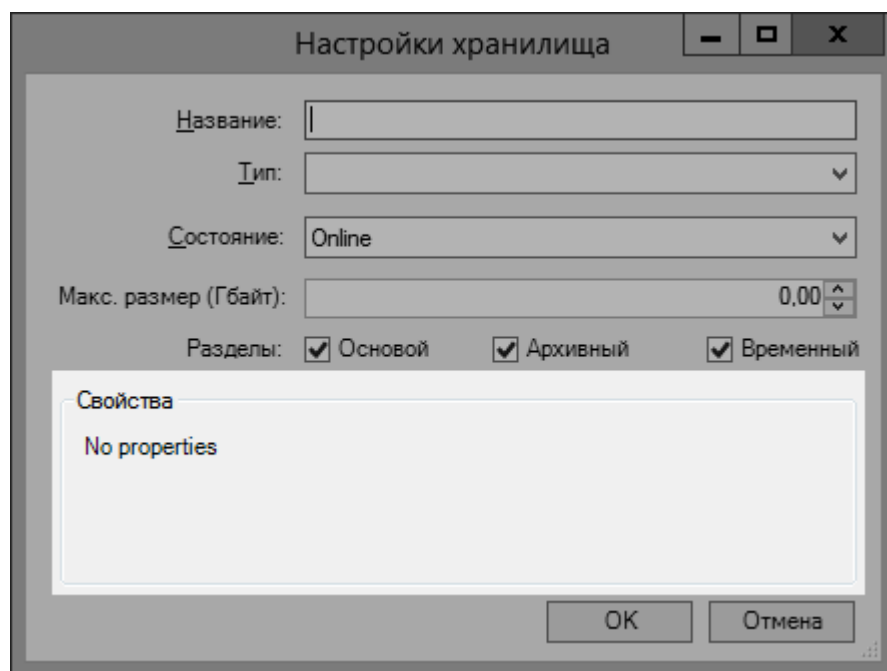 Настройки хранилища
Название:
Тип:
Состояние: Online
Макс. размер (Гбайт): 0,00
Разделы: Основой Архивный Временный
Свойства
No properties
OK Отмена